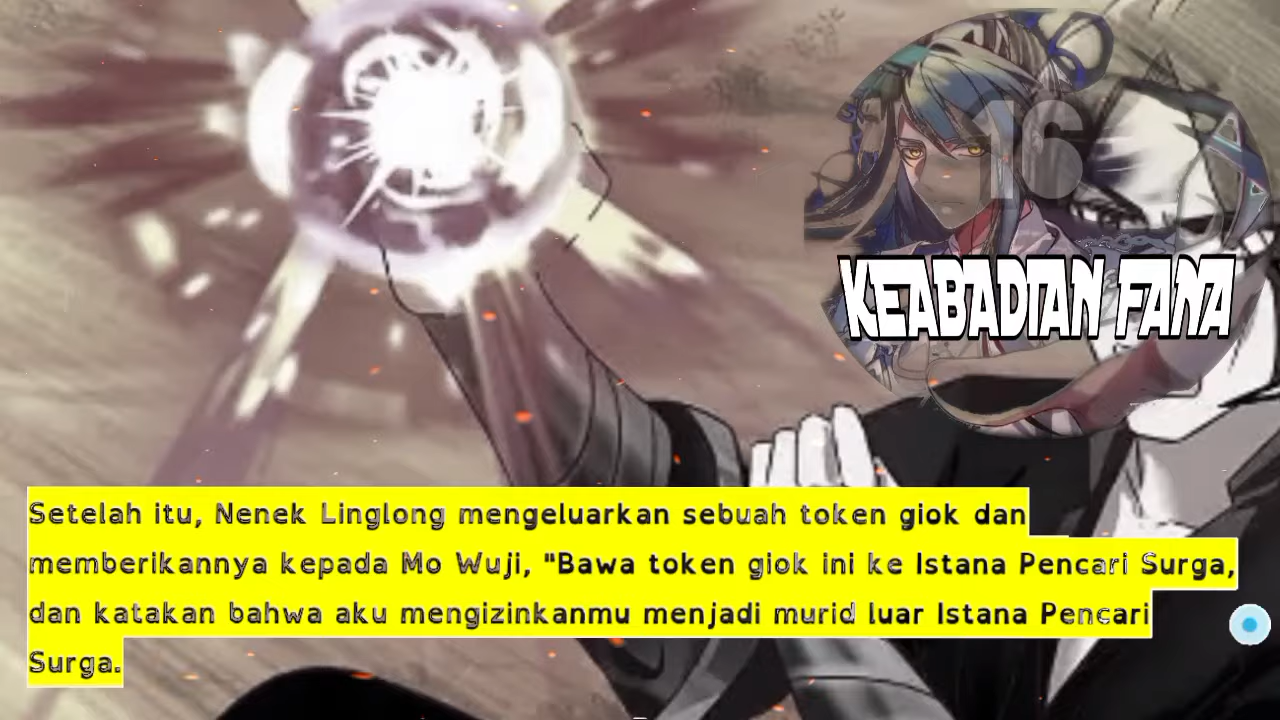 16
KEABADIAN FANA
Setelah itu, Nenek Linglong mengeluarkan sebuah token giok dan
memberikannya kepada Mo Wuji, "Bawa token giok ini ke Istana Pencari Surga,
dan katakan bahwa aku mengizinkanmu menjadi murid luar Istana Pencari
Surga.